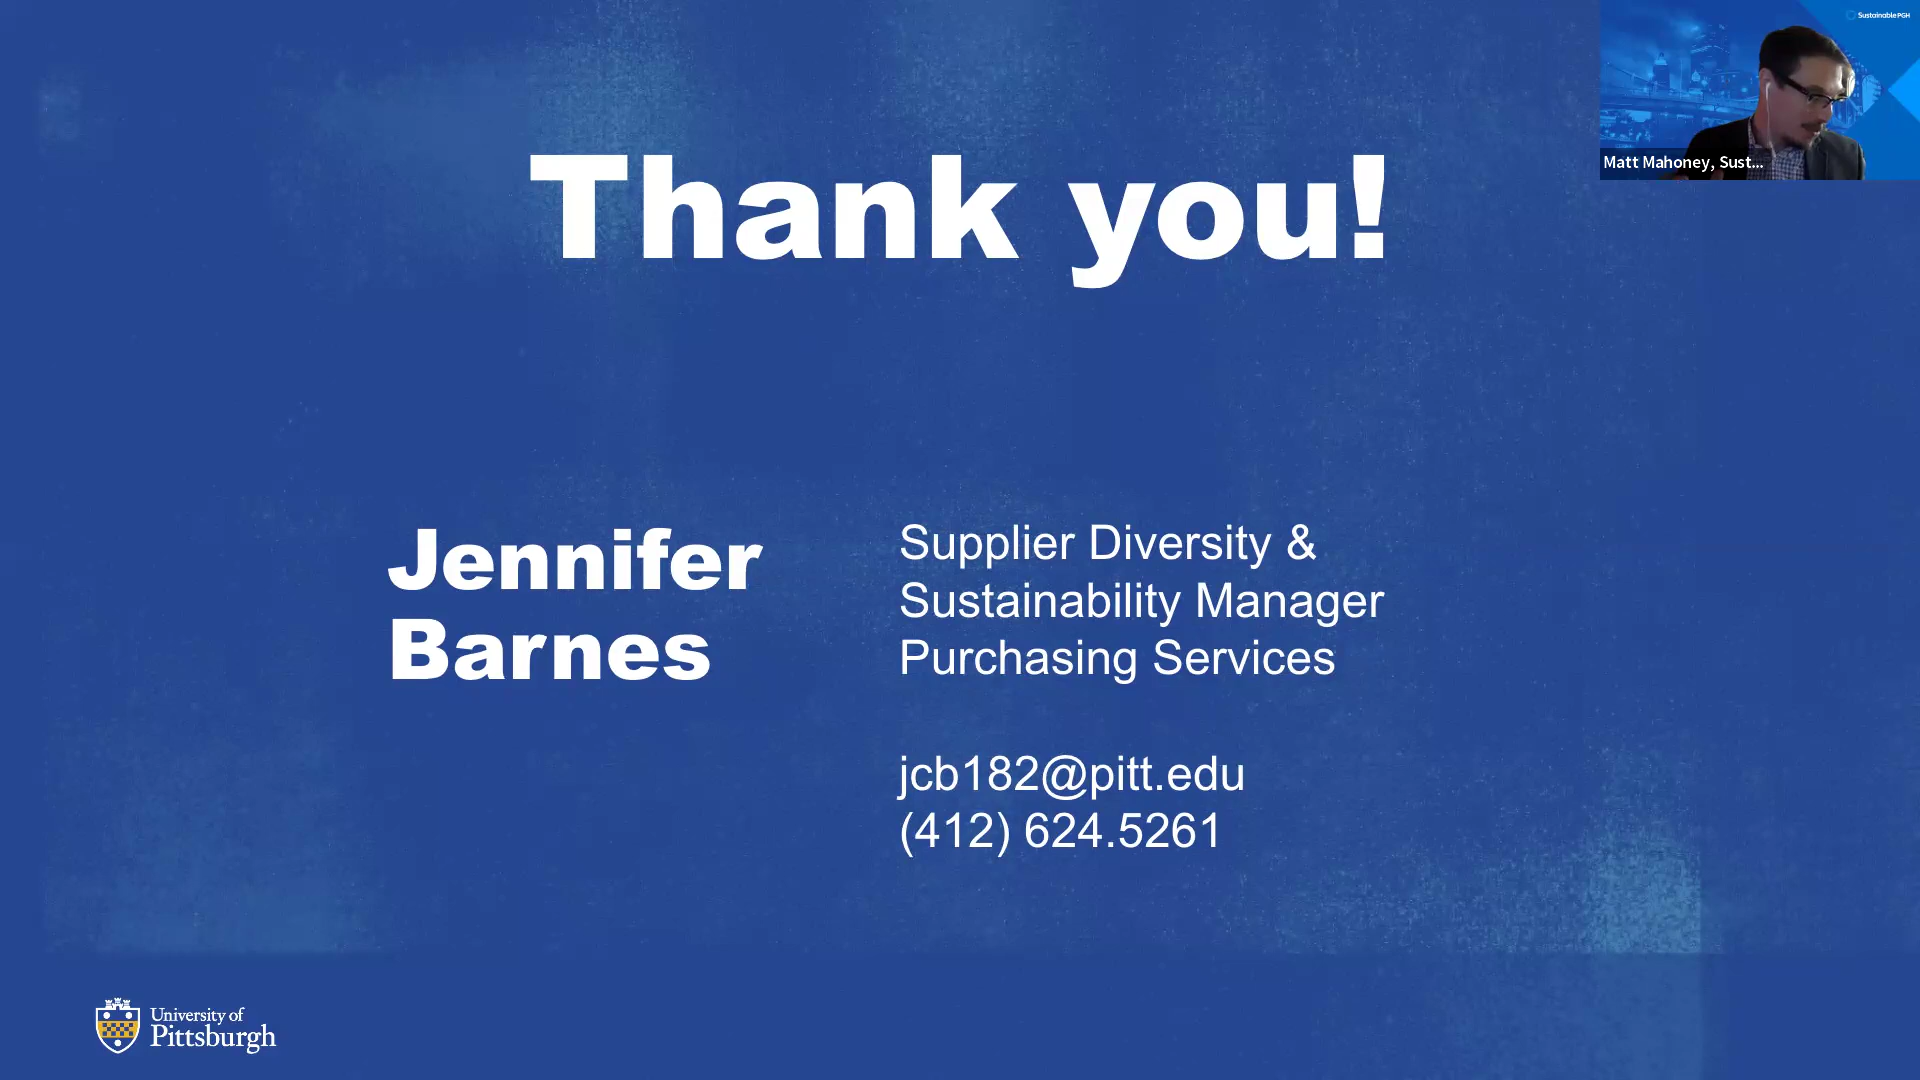 SustainablePGH
Matt Mahoney, Sust...
Thank you!
Jennifer
Barnes
Supplier Diversity &
Sustainability Manager
Purchasing Services
jcb182@pitt.edu
(412) 624.5261
University of
Pittsburgh